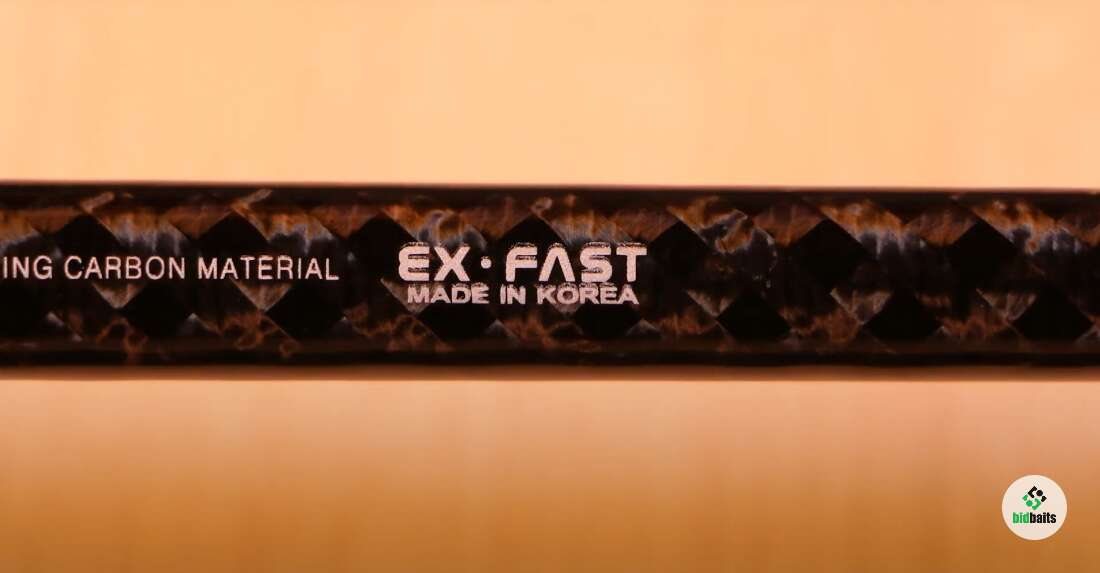 ING CARBON MATERIAL
EX·FAST
MADE IN KOREA
bidbaits